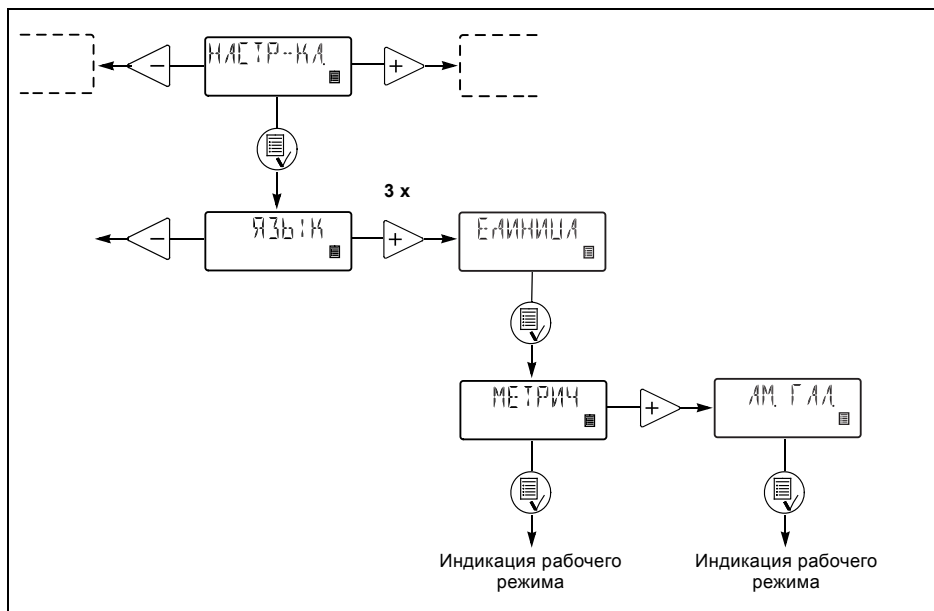 НАСТР-КА.
−
+
3 x
ЯЗЫК
−
+
ЕДИНИЦА
МЕТРИЧ
+
АМ. ГАЛ.
Индикация рабочего
режима
Индикация рабочего
режима